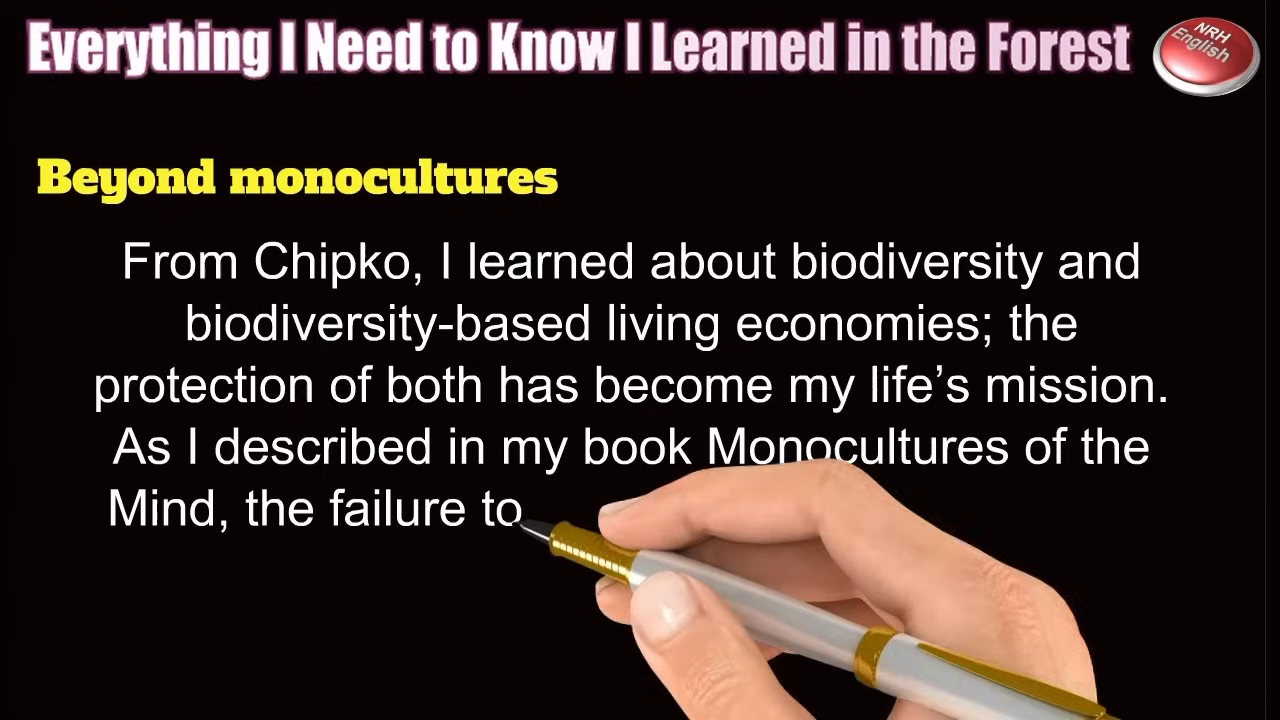 Everything I Need to Know I Learned in the Forest
NRH
English
Beyond monocultures
From Chipko, I learned about biodiversity and
biodiversity-based living economies; the
protection of both has become my life’s mission.
As I described in my book Monocultures of the
Mind, the failure to